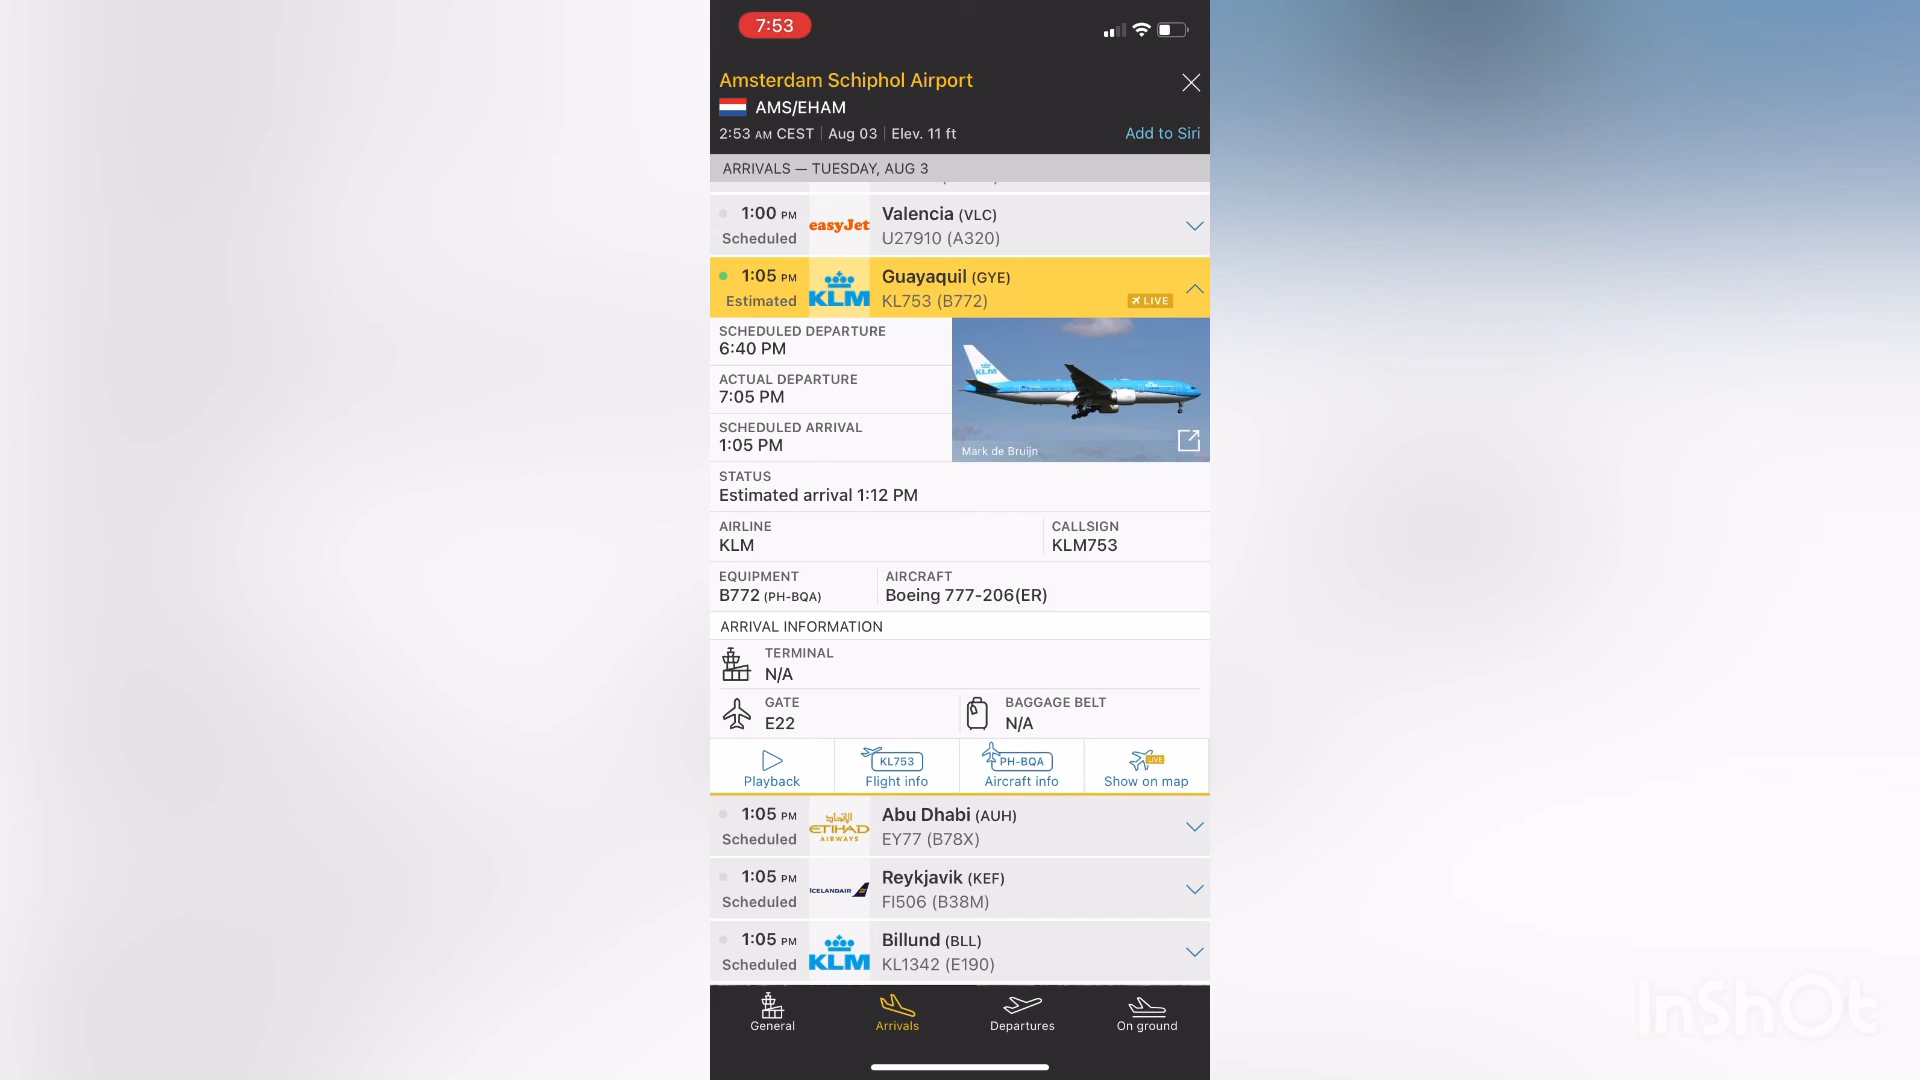 7:53
Amsterdam Schiphol Airport
AMS/EHAM
2:53 AM CEST | Aug 03 | Elev. 11 ft
Add to Siri
ARRIVALS — TUESDAY, AUG 3
1:00 PM
Scheduled
easyJet
Valencia (VLC)
U27910 (A320)
1:05 PM
Estimated
KLM
Guayaquil (GYE)
KL753 (B772)
LIVE
SCHEDULED DEPARTURE
6:40 PM
ACTUAL DEPARTURE
7:05 PM
SCHEDULED ARRIVAL
1:05 PM
KLM
Mark de Bruijn
STATUS
Estimated arrival 1:12 PM
AIRLINE
KLM
CALLSIGN
KLM753
EQUIPMENT
B772 (PH-BQA)
AIRCRAFT
Boeing 777-206(ER)
ARRIVAL INFORMATION
TERMINAL
N/A
GATE
E22
BAGGAGE BELT
N/A
Playback
KL753
Flight info
PH-BQA
Aircraft info
LIVE
Show on map
1:05 PM
Scheduled
الإتحاد
ETIHAD
AIRWAYS
Abu Dhabi (AUH)
EY77 (B78X)
1:05 PM
Scheduled
ICELANDAIR
Reykjavik (KEF)
FI506 (B38M)
1:05 PM
Scheduled
KLM
Billund (BLL)
KL1342 (E190)
General
Arrivals
Departures
On ground
InShOt